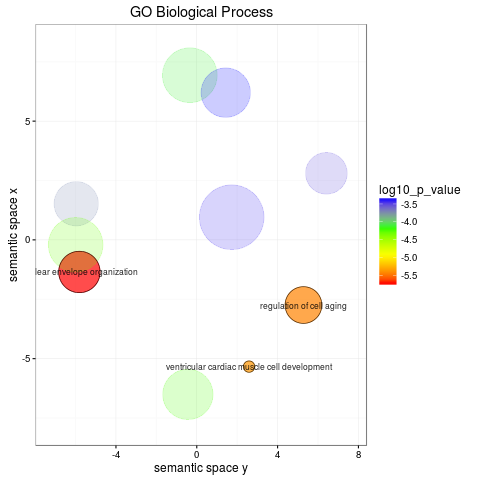 GO Biological Process
5
0
-5
semantic space x
lear envelope organization
regulation of cell aging
ventricular cardiac muscle cell development
-4
0
4
8
semantic space y
log10_p_value
-3.5
-4.0
-4.5
-5.0
-5.5